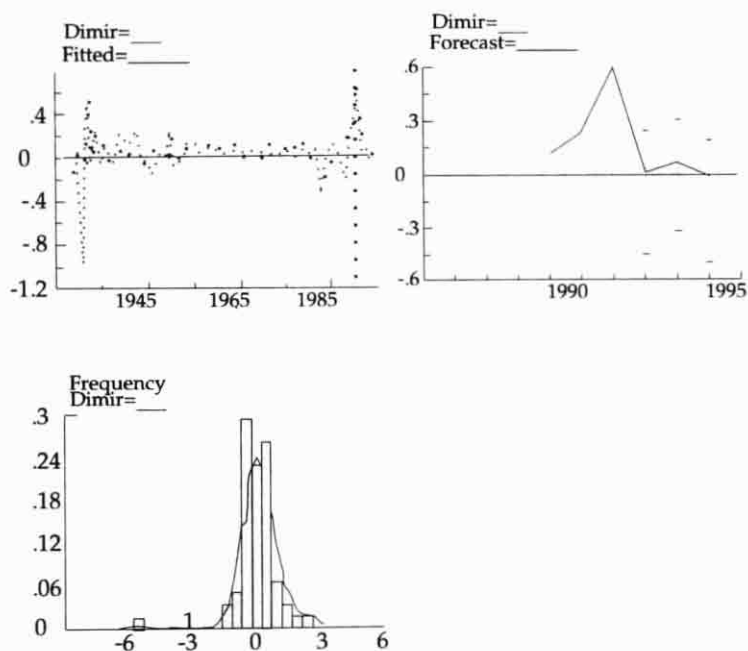 Dimir=___
Fitted=______
.4
0
-.4
-.8
-1.2
1945 1965 1985
Dimir=___
Forecast=______
.6
.3
0
-.3
-.6
1990 1995
Frequency
Dimir=___
.3
.24
.18
.12
.06
0
1
-6 -3 0 3 6